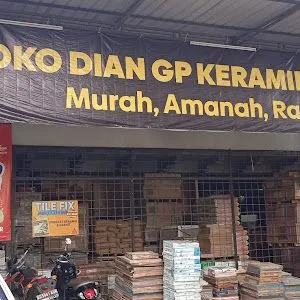 OKO DIAN GP KERAMI
Murah, Amanah, Ra
TILE FIX